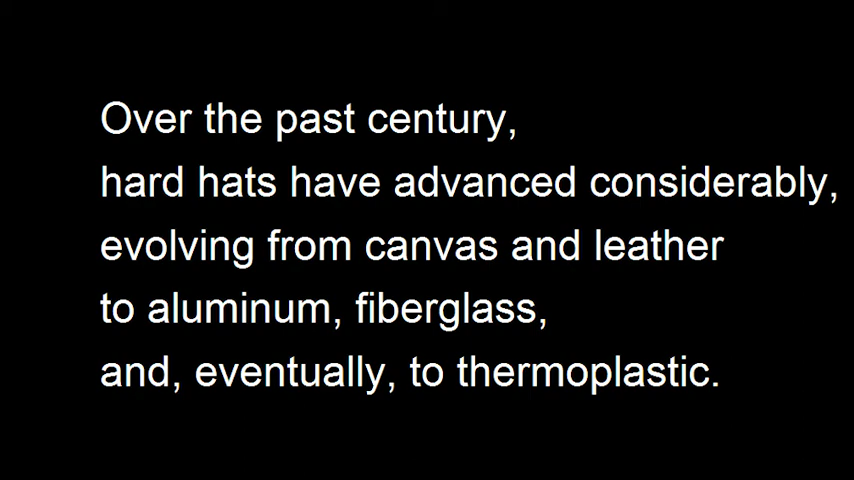 Over the past century,
hard hats have advanced considerably,
evolving from canvas and leather
to aluminum, fiberglass,
and, eventually, to thermoplastic.